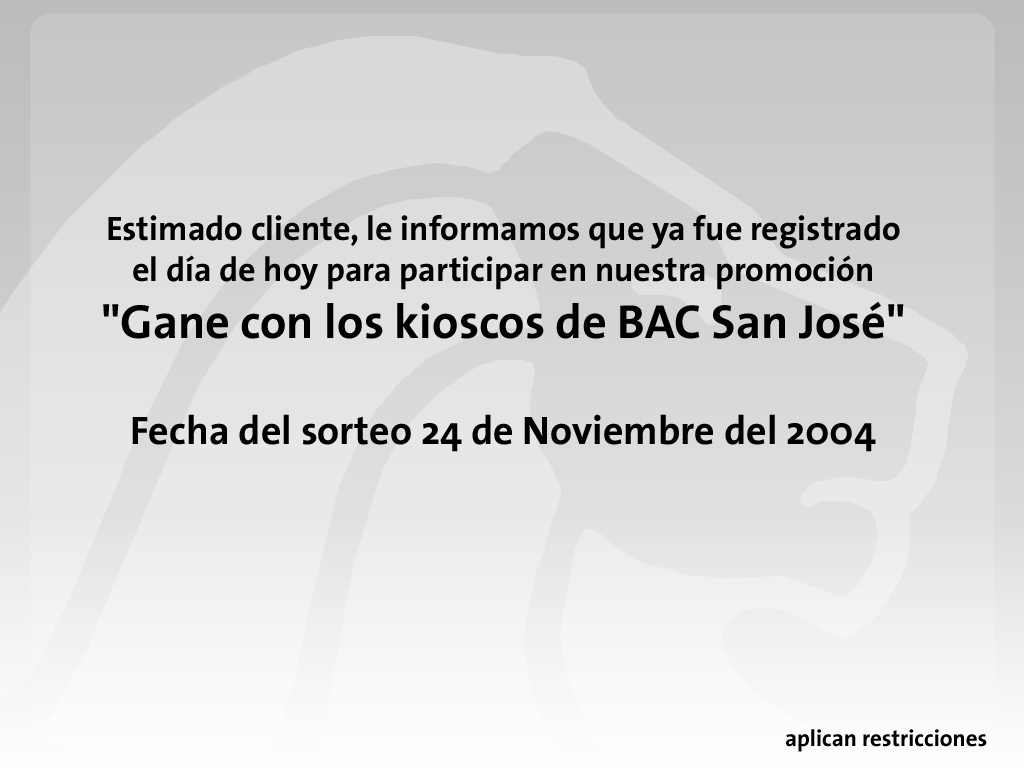 Estimado cliente, le informamos que ya fue registrado
el día de hoy para participar en nuestra promoción
"Gane con los kioscos de BAC San José"
Fecha del sorteo 24 de Noviembre del 2004
aplican restricciones